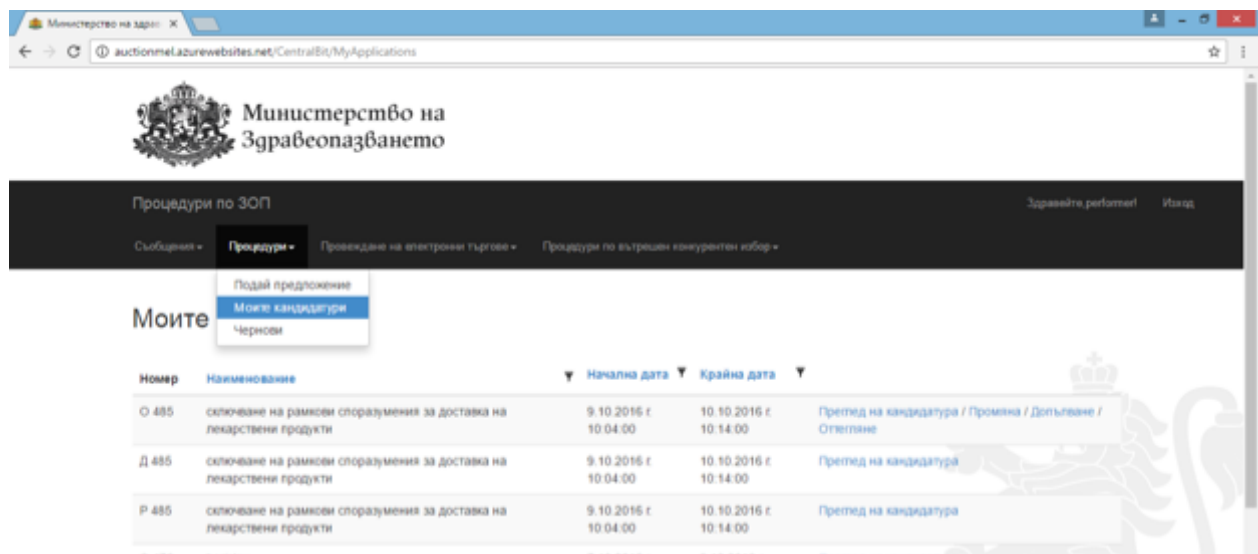 Министерство на здрав
auctionmel.azurewebsites.net/CentralBit/MyApplications
Министерство на
Здравеопазването
Процедури по ЗОП
Здравейте,performer!
Изход
Съобщения
Процедури
Провеждане на електронни търгове
Процедури по вътрешен конкурентен избор
Подай предложение
Моите кандидатури
Чернови
Моите
Номер Наименование Начална дата Крайна дата
О 485 сключване на рамкови споразумения за доставка на 9.10.2016 г. 10.10.2016 г. Преглед на кандидатура / Промяна / Допълване /
лекарствени продукти 10:04:00 10:14:00 Оттегляне
Д 485 сключване на рамкови споразумения за доставка на 9.10.2016 г. 10.10.2016 г. Преглед на кандидатура
лекарствени продукти 10:04:00 10:14:00
Р 485 сключване на рамкови споразумения за доставка на 9.10.2016 г. 10.10.2016 г. Преглед на кандидатура
лекарствени продукти 10:04:00 10:14:00